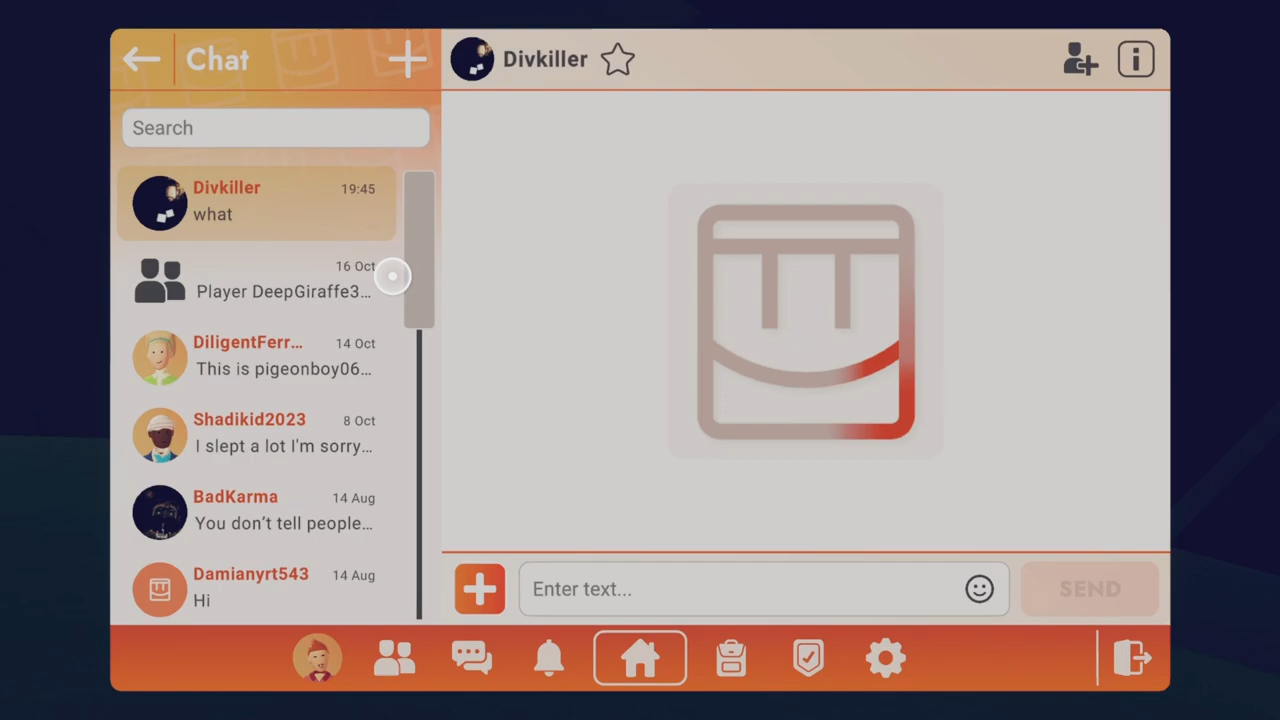 Chat
Divkiller
Search
Divkiller 19:45
what
16 Oct
Player DeepGiraffe3...
DiligentFerr... 14 Oct
This is pigeonboy06...
Shadikid2023 8 Oct
I slept a lot I'm sorry...
BadKarma 14 Aug
You don’t tell people...
Damianyrt543 14 Aug
Hi
Enter text...
SEND